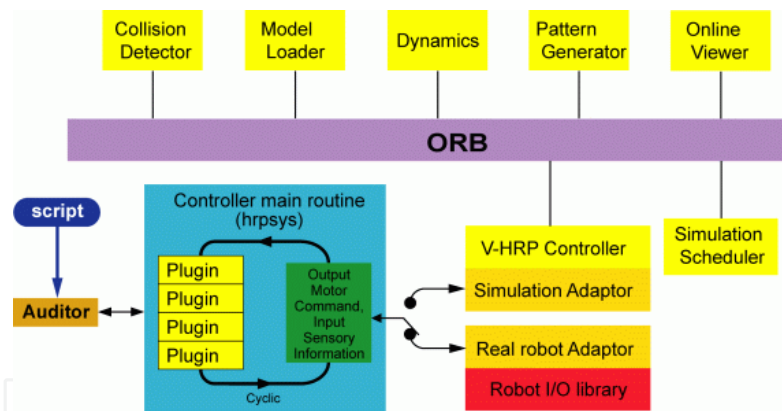 Collision
Detector
Model
Loader
Dynamics
Pattern
Generator
Online
Viewer
ORB
script
Auditor
Controller main routine
(hrpsys)
Plugin
Plugin
Plugin
Plugin
Output
Motor
Command,
Input
Sensory
Information
Cyclic
V-HRP Controller
Simulation Adaptor
Real robot Adaptor
Robot I/O library
Simulation
Scheduler